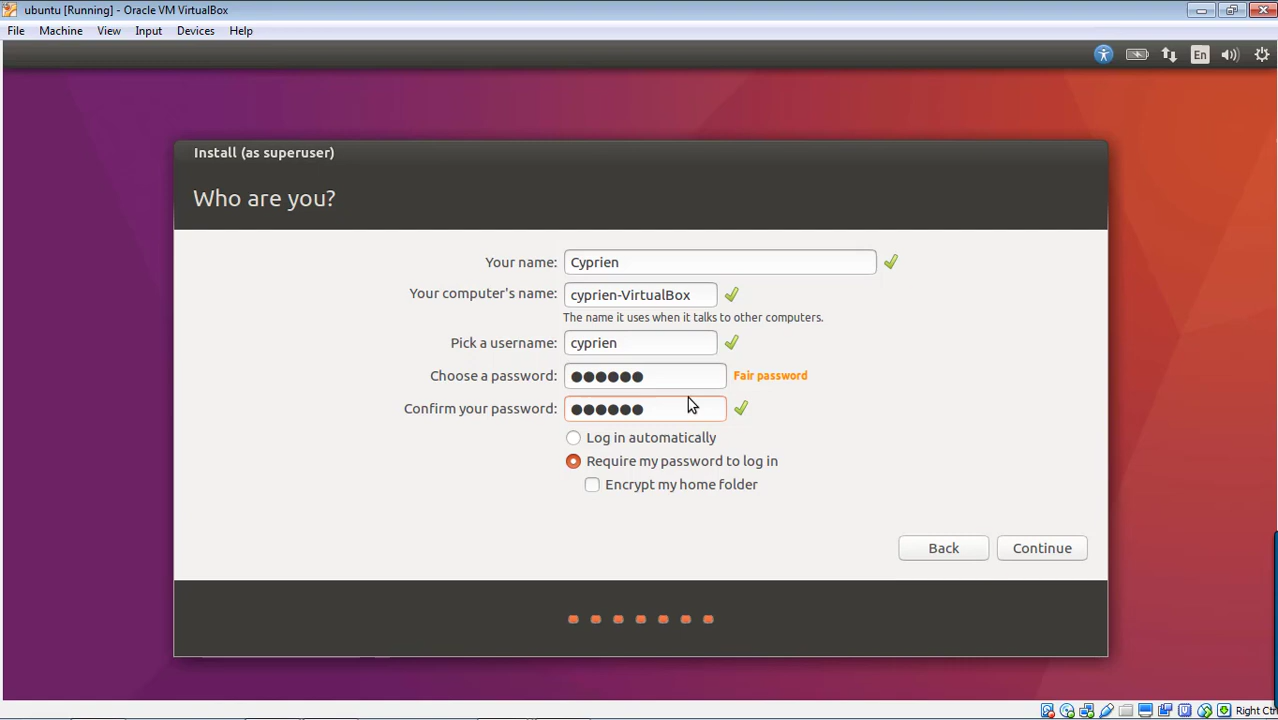 ubuntu [Running] - Oracle VM VirtualBox
File Machine View Input Devices Help
En
Install (as superuser)
Who are you?
Your name: Cyprien
Your computer's name: cyprien-VirtualBox
The name it uses when it talks to other computers.
Pick a username: cyprien
Choose a password: ●●●●●● Fair password
Confirm your password: ●●●●●●
Log in automatically
Require my password to log in
Encrypt my home folder
Back Continue
Right Ctr